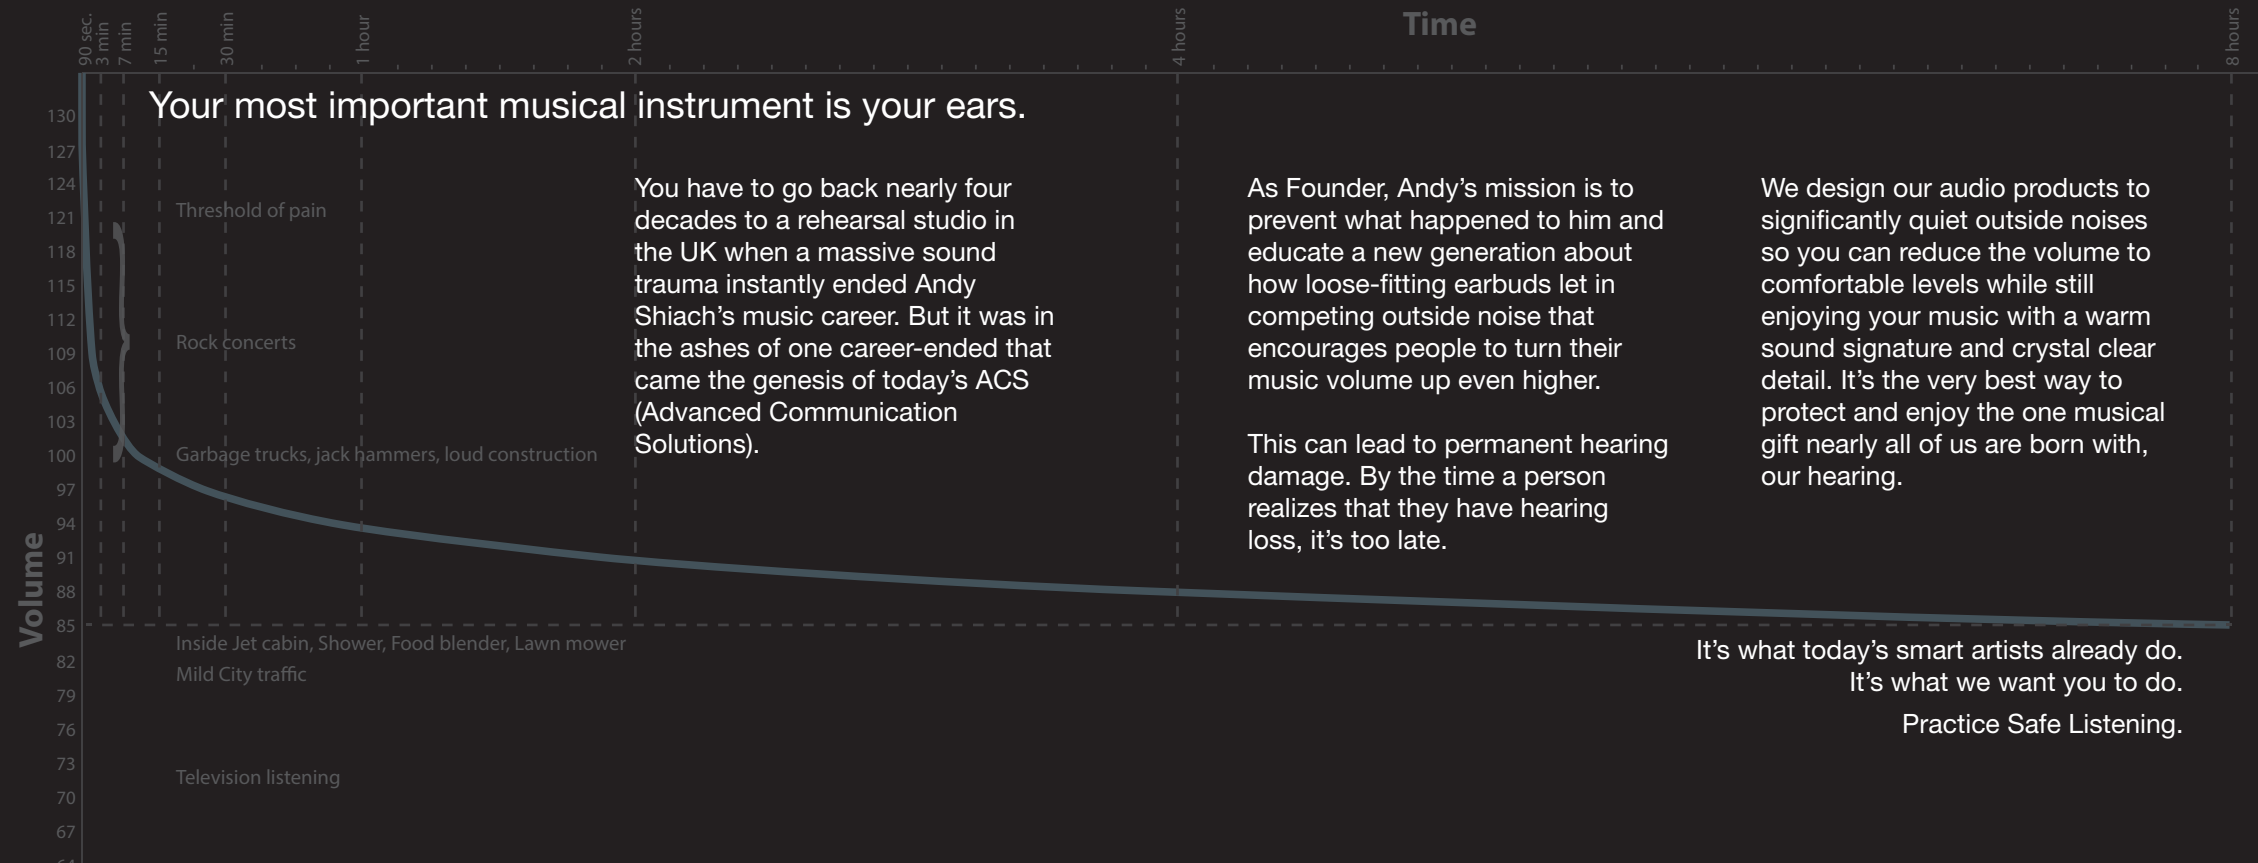 Time
90 sec.
3 min
7 min
15 min
30 min
1 hour
2 hours
4 hours
8 hours
Your most important musical instrument is your ears.
Volume
130
127
124
121
118
115
112
109
106
103
100
97
94
91
88
85
82
79
76
73
70
67
64
Threshold of pain
Rock concerts
Garbage trucks, jack hammers, loud construction
Inside Jet cabin, Shower, Food blender, Lawn mower
Mild City traffic
Television listening
You have to go back nearly four
decades to a rehearsal studio in
the UK when a massive sound
trauma instantly ended Andy
Shiach’s music career. But it was in
the ashes of one career-ended that
came the genesis of today’s ACS
(Advanced Communication
Solutions).
As Founder, Andy’s mission is to
prevent what happened to him and
educate a new generation about
how loose-fitting earbuds let in
competing outside noise that
encourages people to turn their
music volume up even higher.
This can lead to permanent hearing
damage. By the time a person
realizes that they have hearing
loss, it’s too late.
We design our audio products to
significantly quiet outside noises
so you can reduce the volume to
comfortable levels while still
enjoying your music with a warm
sound signature and crystal clear
detail. It’s the very best way to
protect and enjoy the one musical
gift nearly all of us are born with,
our hearing.
It’s what today’s smart artists already do.
It’s what we want you to do.
Practice Safe Listening.